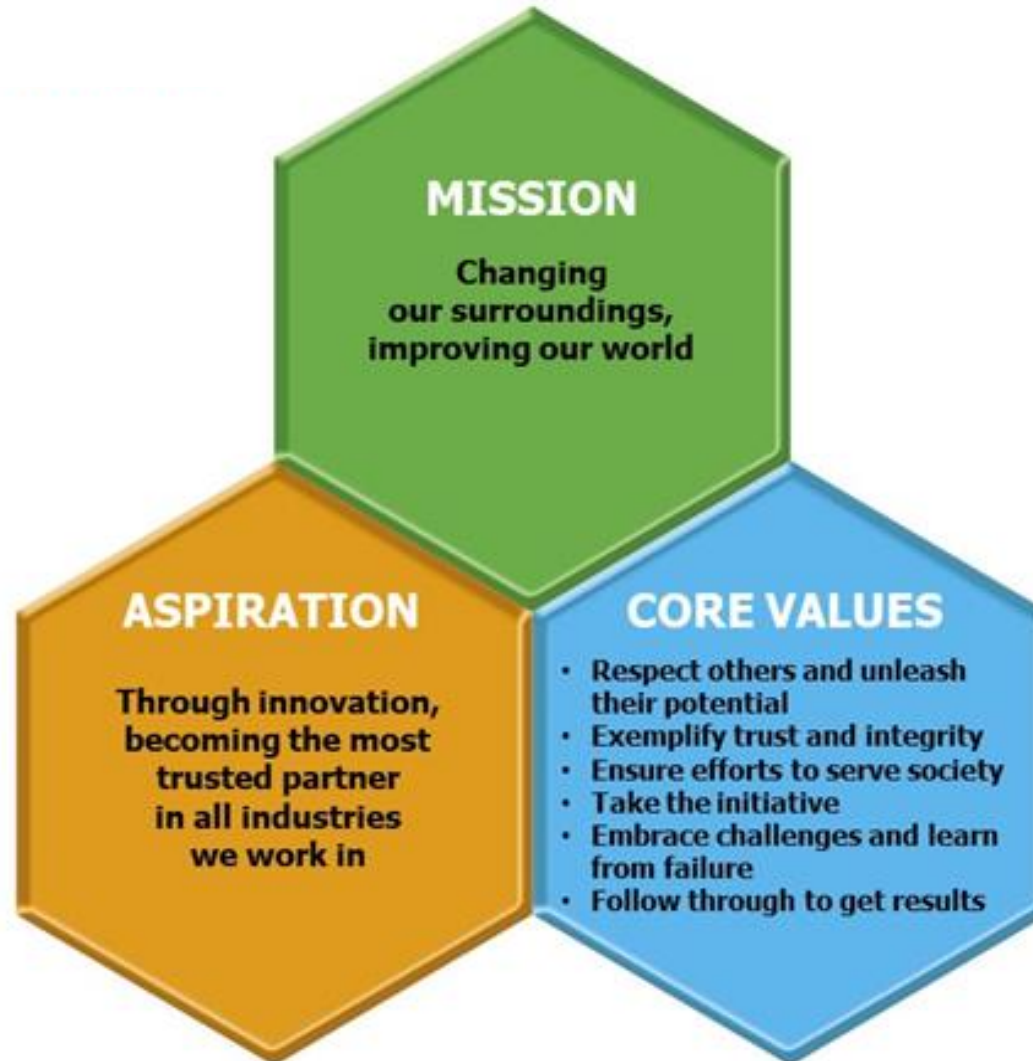 MISSION
Changing
our surroundings,
improving our world
ASPIRATION
Through innovation,
becoming the most
trusted partner
in all industries
we work in
CORE VALUES
• Respect others and unleash
their potential
• Exemplify trust and integrity
• Ensure efforts to serve society
• Take the initiative
• Embrace challenges and learn
from failure
• Follow through to get results